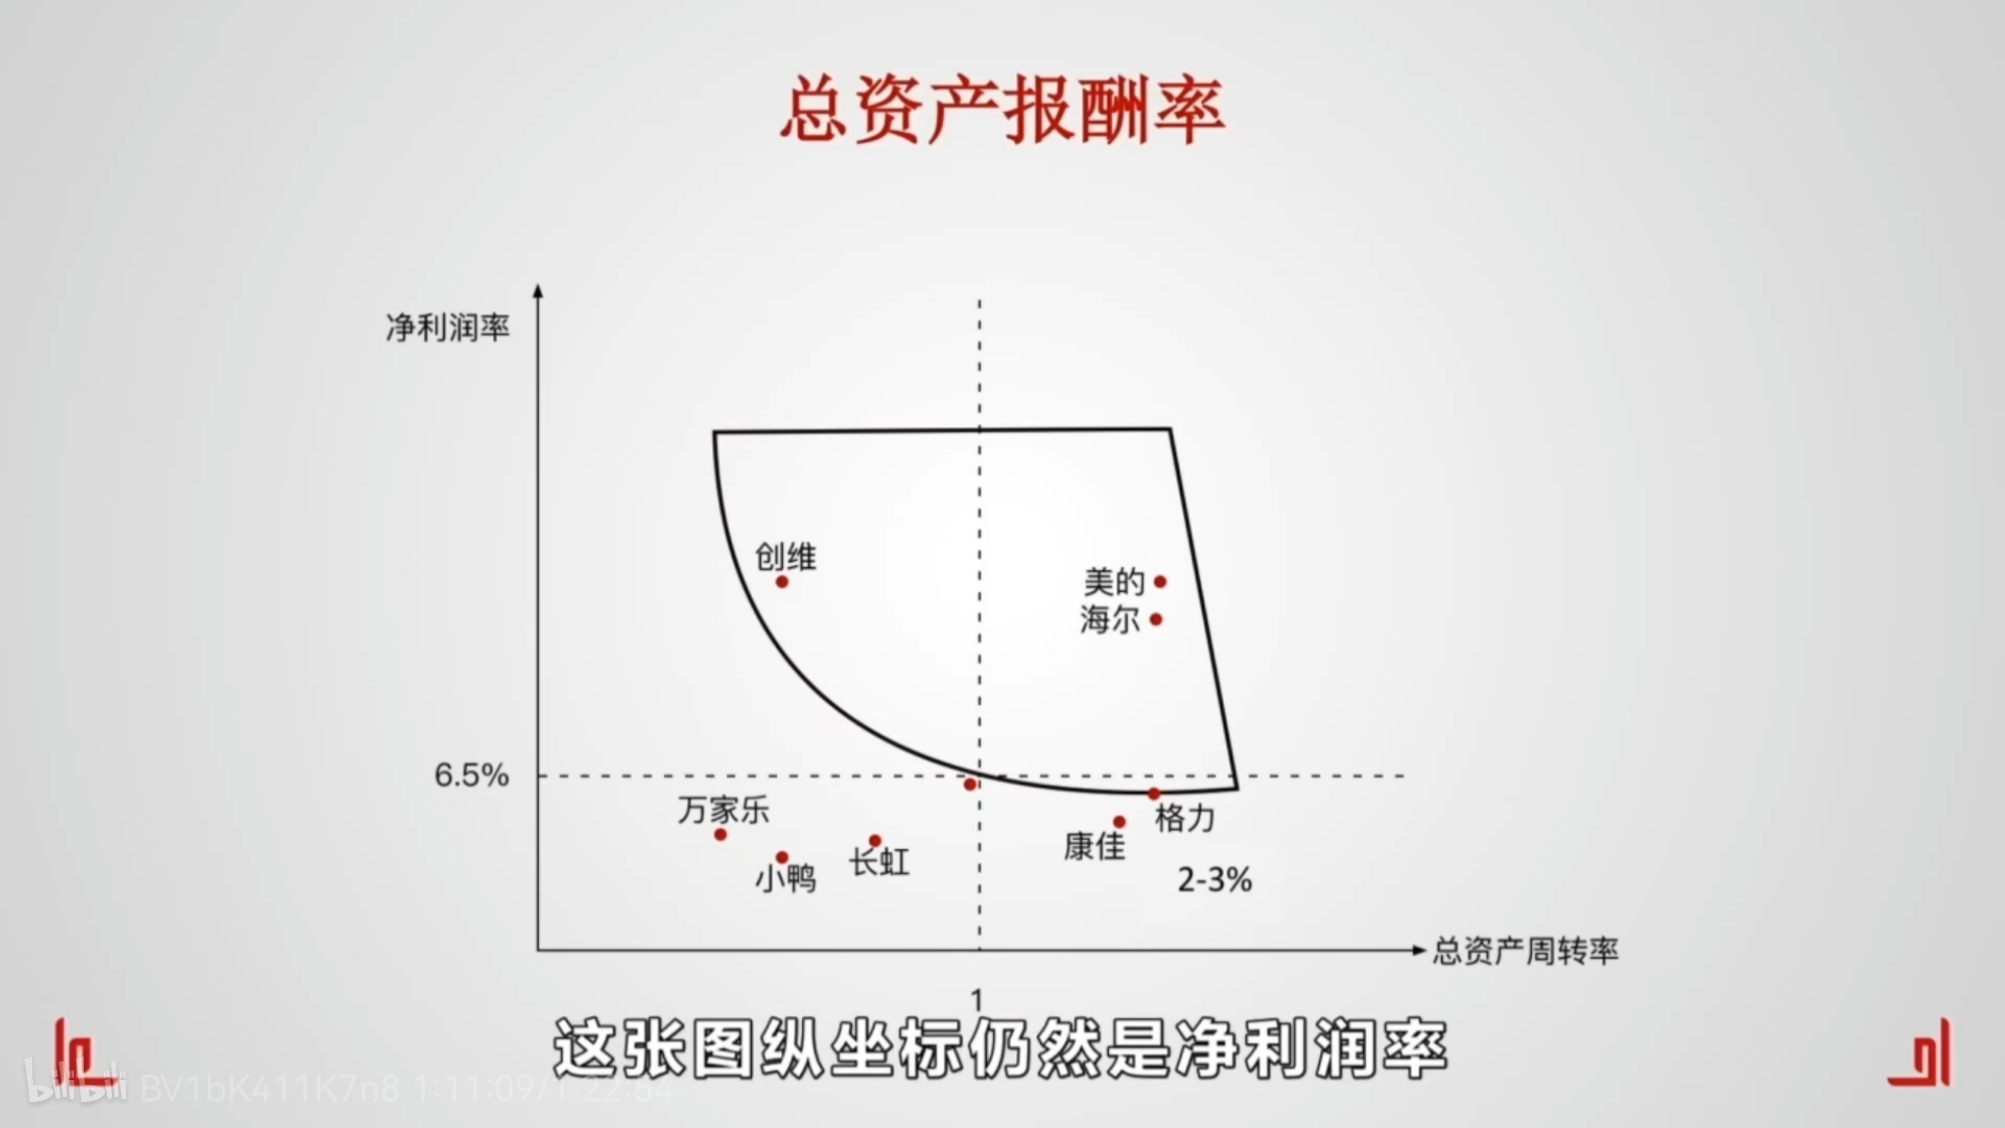 总资产报酬率
净利润率
创维
美的
海尔
6.5%
万家乐
格力
康佳
小鸭
长虹
2-3%
总资产周转率
1
这张图纵坐标仍然是净利润率
bilibili BV1bK411K7n8 1:11:09/1:22:54